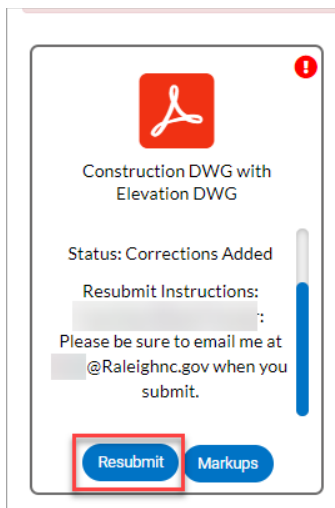 Construction DWG with
Elevation DWG
Status: Corrections Added
Resubmit Instructions:
:
Please be sure to email me at
@Raleighnc.gov when you
submit.
Resubmit
Markups